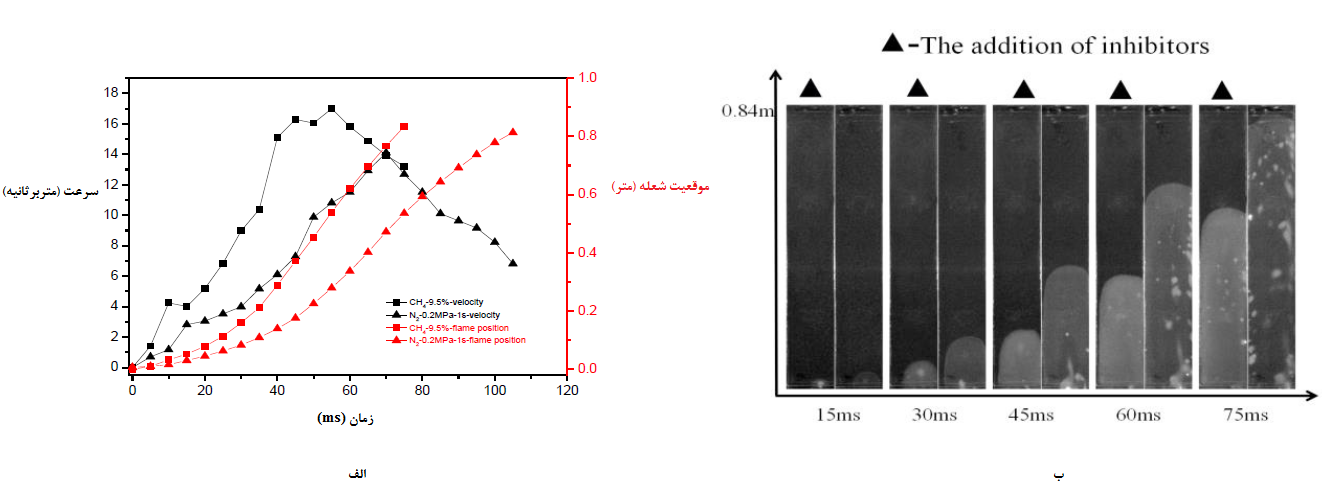 ▲-The addition of inhibitors
18
16
14
12
10
8
6
4
2
0
سرعت (متربرثانیه)
1.0
0.8
0.6
0.4
0.2
0.0
موقعیت شعله (متر)
CH4-9.5%-velocity
N2-0.2MPa-1s-velocity
CH4-9.5%-flame position
N2-0.2MPa-1s-flame position
0 20 40 60 80 100 120
زمان (ms)
الف
0.84m
15ms 30ms 45ms 60ms 75ms
ب